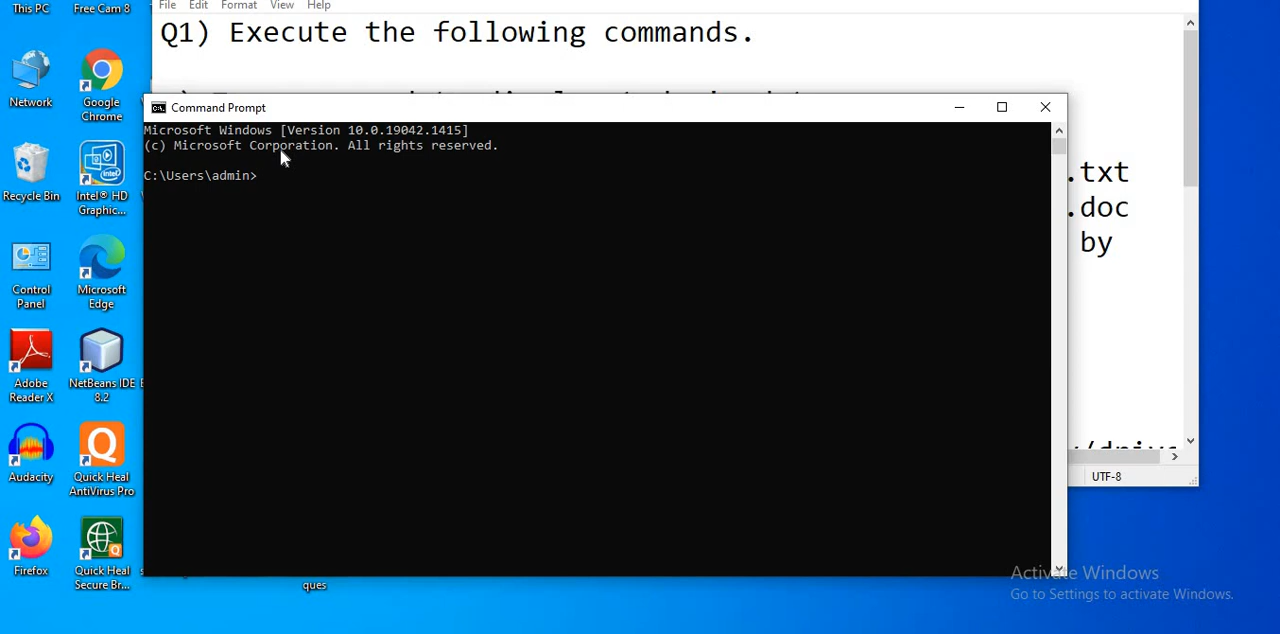 This PC
Free Cam 8
File Edit Format View Help
Q1) Execute the following commands.
Network
Google
Chrome
Command Prompt
Microsoft Windows [Version 10.0.19042.1415]
(c) Microsoft Corporation. All rights reserved.
C:\Users\admin>
.txt
.doc
by
Recycle Bin
Intel® HD
Graphic...
Control
Panel
Microsoft
Edge
Adobe
Reader X
NetBeans IDE
8.2
Audacity
Quick Heal
AntiVirus Pro
UTF-8
Firefox
Quick Heal
Secure Br...
ques
Activate Windows
Go to Settings to activate Windows.